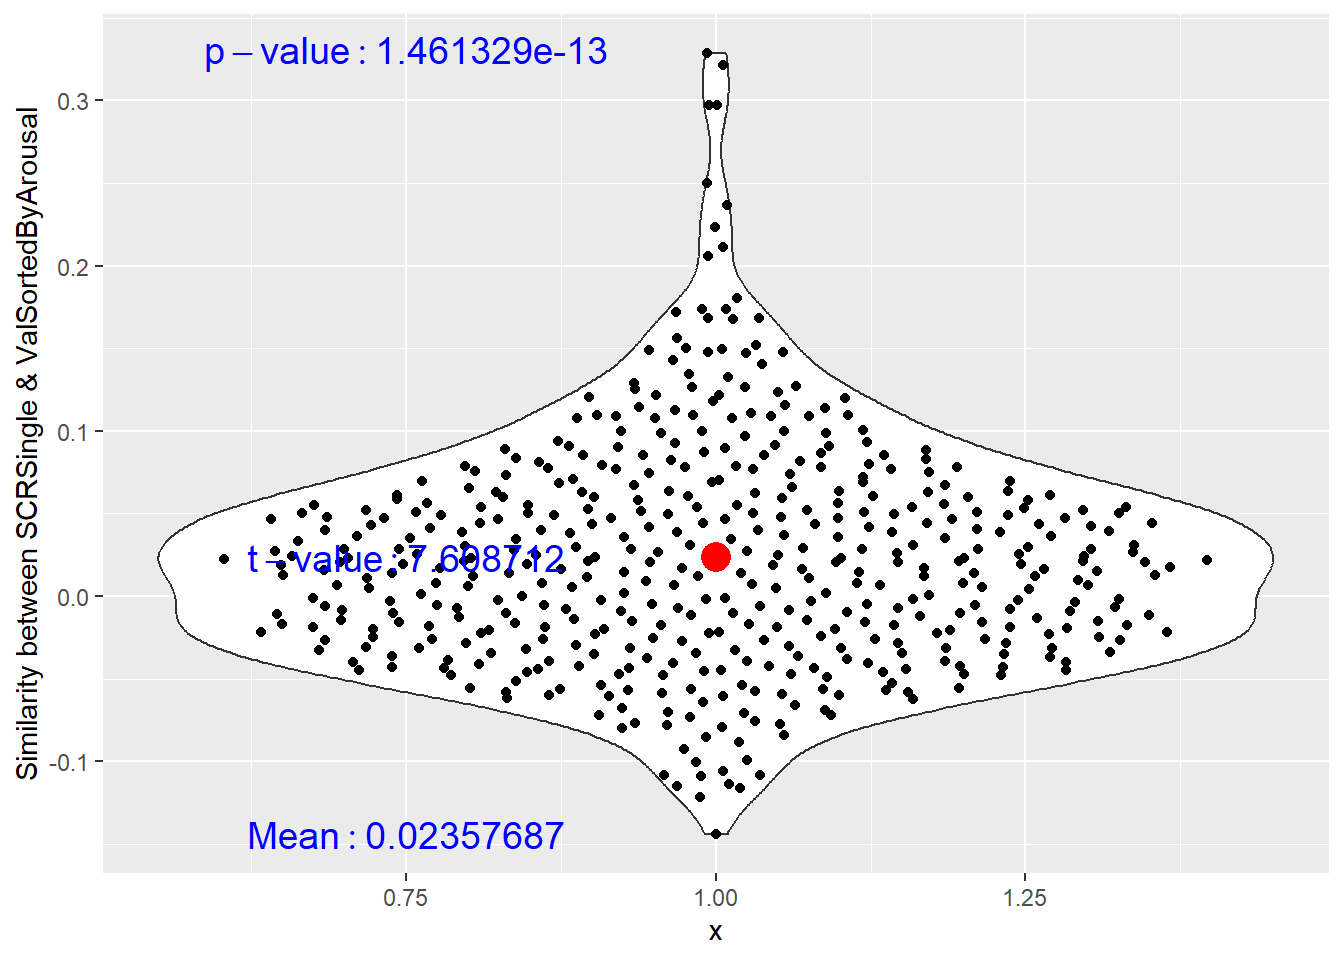 p − value : 1.461329e-13
0.3
0.2
0.1
t − value : 7.608712
0.0
-0.1
Mean : 0.02357687
Similarity between SCRSingle & ValSortedByArousal
0.75
1.00
1.25
x